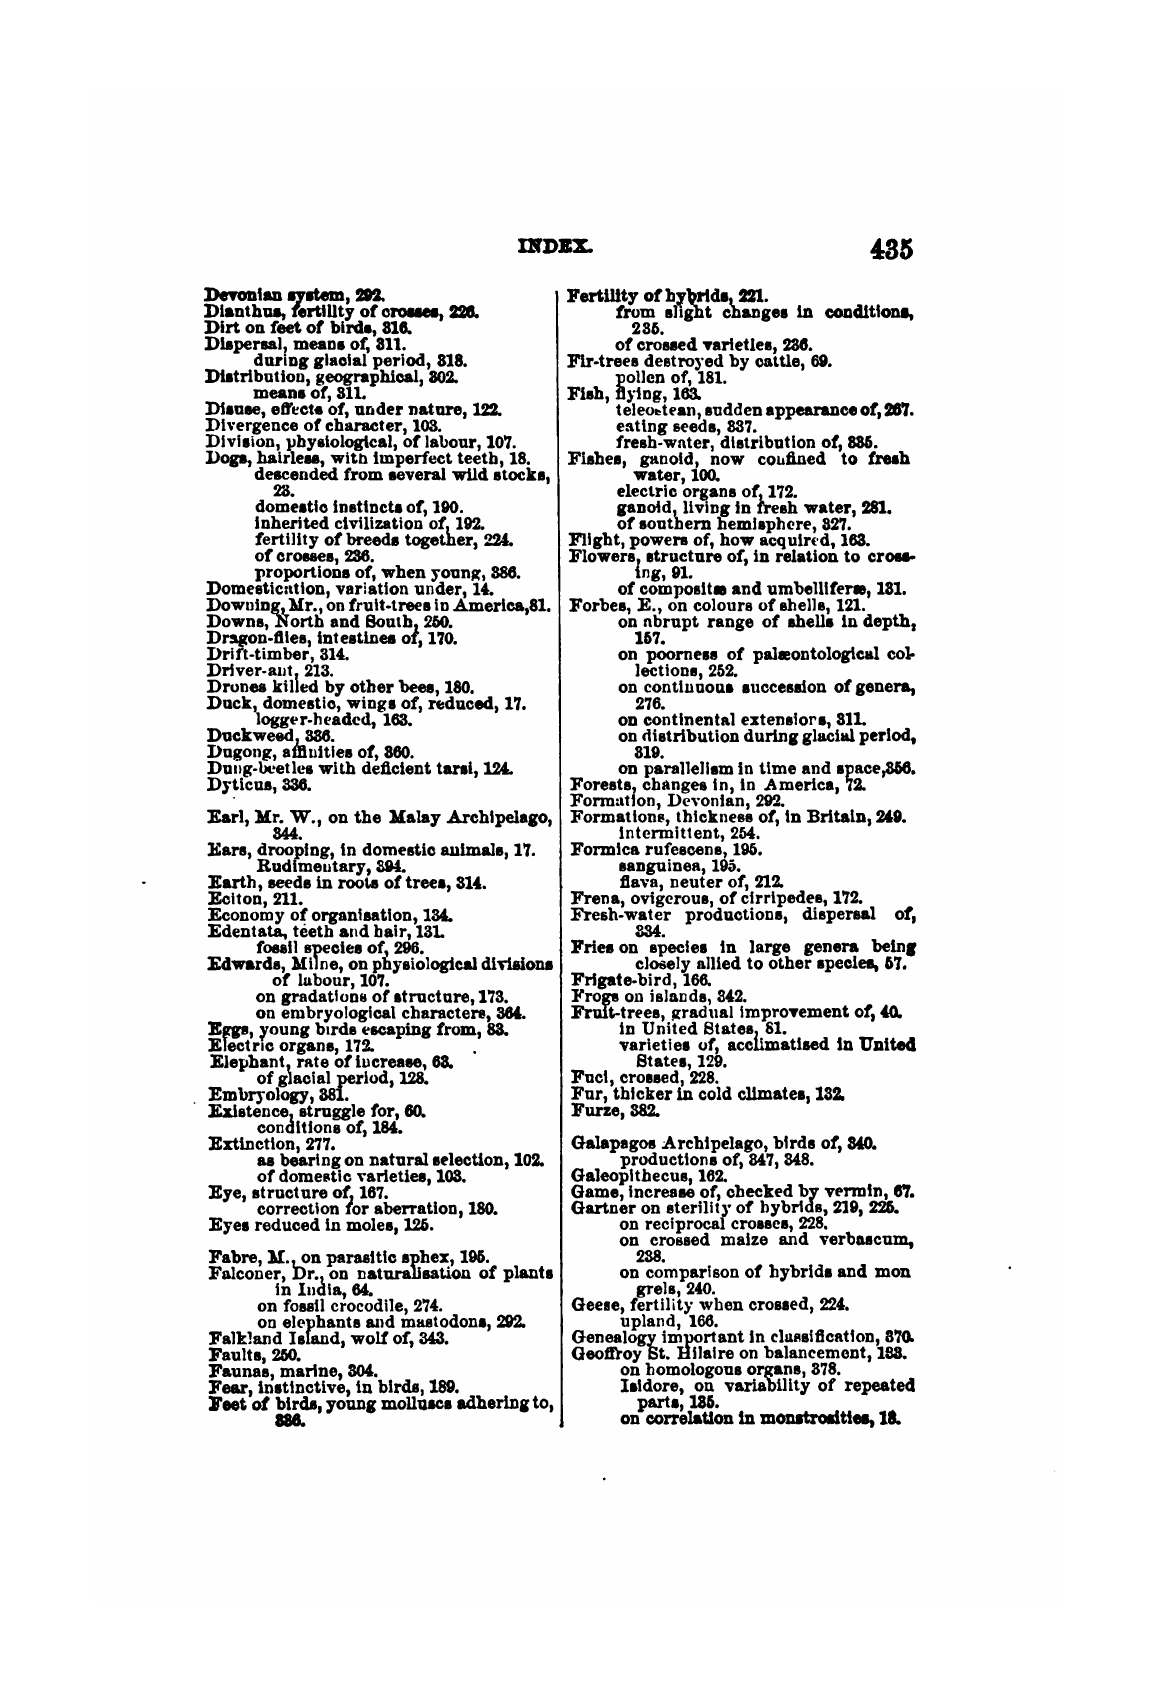 INDEX. 435
Devonian system, 292.
Dianthus, fertility of crosses, 226.
Dirt on feet of birds, 316.
Dispersal, means of, 311.
during glacial period, 318.
Distribution, geographical, 302.
means of, 311.
Disuse, effects of, under nature, 122.
Divergence of character, 103.
Division, physiological, of labour, 107.
Dogs, hairless, with imperfect teeth, 18.
descended from several wild stocks,
23.
domestic instincts of, 190.
inherited civilization of, 192.
fertility of breeds together, 224.
of crosses, 236.
proportions of, when young, 386.
Domestication, variation under, 14.
Downing, Mr., on fruit-trees in America, 81.
Downs, North and South, 250.
Dragon-flies, intestines of, 170.
Drift-timber, 314.
Driver-ant, 213.
Drones killed by other bees, 180.
Duck, domestic, wings of, reduced, 17.
logger-headed, 163.
Duckweed, 336.
Dugong, affinities of, 360.
Dung-beetles with deficient tarsi, 124.
Dyticus, 336.
Earl, Mr. W., on the Malay Archipelago,
344.
Ears, drooping, in domestic animals, 17.
Rudimentary, 394.
Earth, seeds in roots of trees, 314.
Eciton, 211.
Economy of organisation, 134.
Edentata, teeth and hair, 131.
fossil species of, 296.
Edwards, Milne, on physiological divisions
of labour, 107.
on gradations of structure, 173.
on embryological characters, 364.
Eggs, young birds escaping from, 83.
Electric organs, 172.
Elephant, rate of increase, 63.
of glacial period, 128.
Embryology, 381.
Existence, struggle for, 60.
conditions of, 184.
Extinction, 277.
as bearing on natural selection, 102.
of domestic varieties, 103.
Eye, structure of, 167.
correction for aberration, 180.
Eyes reduced in moles, 125.
Fabre, M., on parasitic sphex, 195.
Falconer, Dr., on naturalisation of plants
in India, 64.
on fossil crocodile, 274.
on elephants and mastodons, 292.
Falkland Island, wolf of, 343.
Faults, 250.
Faunas, marine, 304.
Fear, instinctive, in birds, 189.
Feet of birds, young molluscs adhering to,
336.
Fertility of hybrids, 221.
from slight changes in conditions,
235.
of crossed varieties, 236.
Fir-trees destroyed by cattle, 69.
pollen of, 181.
Fish, flying, 163.
teleostean, sudden appearance of, 267.
eating seeds, 337.
fresh-water, distribution of, 335.
Fishes, ganoid, now confined to fresh
water, 100.
electric organs of, 172.
ganoid, living in fresh water, 281.
of southern hemisphere, 327.
Flight, powers of, how acquired, 163.
Flowers, structure of, in relation to cross-
ing, 91.
of compositæ and umbelliferæ, 131.
Forbes, E., on colours of shells, 121.
on abrupt range of shells in depth,
157.
on poorness of palæontological col-
lections, 252.
on continuous succession of genera,
276.
on continental extensions, 311.
on distribution during glacial period,
319.
on parallelism in time and space, 356.
Forests, changes in, in America, 72.
Formation, Devonian, 292.
Formations, thickness of, in Britain, 249.
intermittent, 254.
Formica rufescens, 195.
sanguinea, 195.
flava, neuter of, 212.
Frena, ovigerous, of cirripedes, 172.
Fresh-water productions, dispersal of,
334.
Fries on species in large genera being
closely allied to other species, 57.
Frigate-bird, 166.
Frogs on islands, 342.
Fruit-trees, gradual improvement of, 40.
in United States, 81.
varieties of, acclimatised in United
States, 129.
Fuci, crossed, 228.
Fur, thicker in cold climates, 132.
Furze, 382.
Galapagos Archipelago, birds of, 340.
productions of, 347, 348.
Galeopithecus, 162.
Game, increase of, checked by vermin, 67.
Gartner on sterility of hybrids, 219, 225.
on reciprocal crosses, 228.
on crossed maize and verbascum,
238.
on comparison of hybrids and mon
grels, 240.
Geese, fertility when crossed, 224.
upland, 166.
Genealogy important in classification, 370.
Geoffroy St. Hilaire on balancement, 133.
on homologous organs, 378.
Isidore, on variability of repeated
parts, 135.
on correlation in monstrosities, 18.